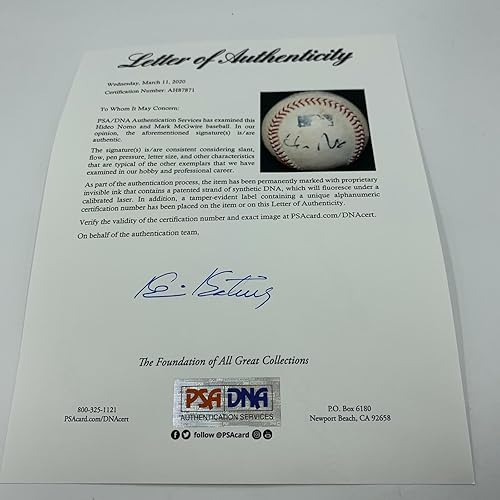 Letter of Authenticity
Wednesday, March 11, 2020
Certification Number: AH87871
To Whom It May Concern:
PSA/DNA Authentication Services has examined this
Hideo Nomo and Mark McGwire baseball. In our
opinion, the aforementioned signature(s) is/are
authentic.
The signature(s) is/are consistent considering slant,
flow, pen pressure, letter size, and other characteristics
that are typical of the other exemplars that we have
examined in our hobby and professional career.
As part of the authentication process, the item has been permanently marked with proprietary
invisible ink that contains a patented strand of synthetic DNA, which will fluoresce under a
calibrated laser. In addition, a tamper-evident label containing a unique alphanumeric
certification number has been placed on the item or on this Letter of Authenticity.
Verify the validity of the certification number and exact image at PSAcard.com/DNAcert.
On behalf of the authentication team,
The Foundation of All Great Collections
800-325-1121
PSAcard.com/DNAcert
PSA DNA
AUTHENTICATION SERVICES
follow @PSAcard
P.O. Box 6180
Newport Beach, CA 92658